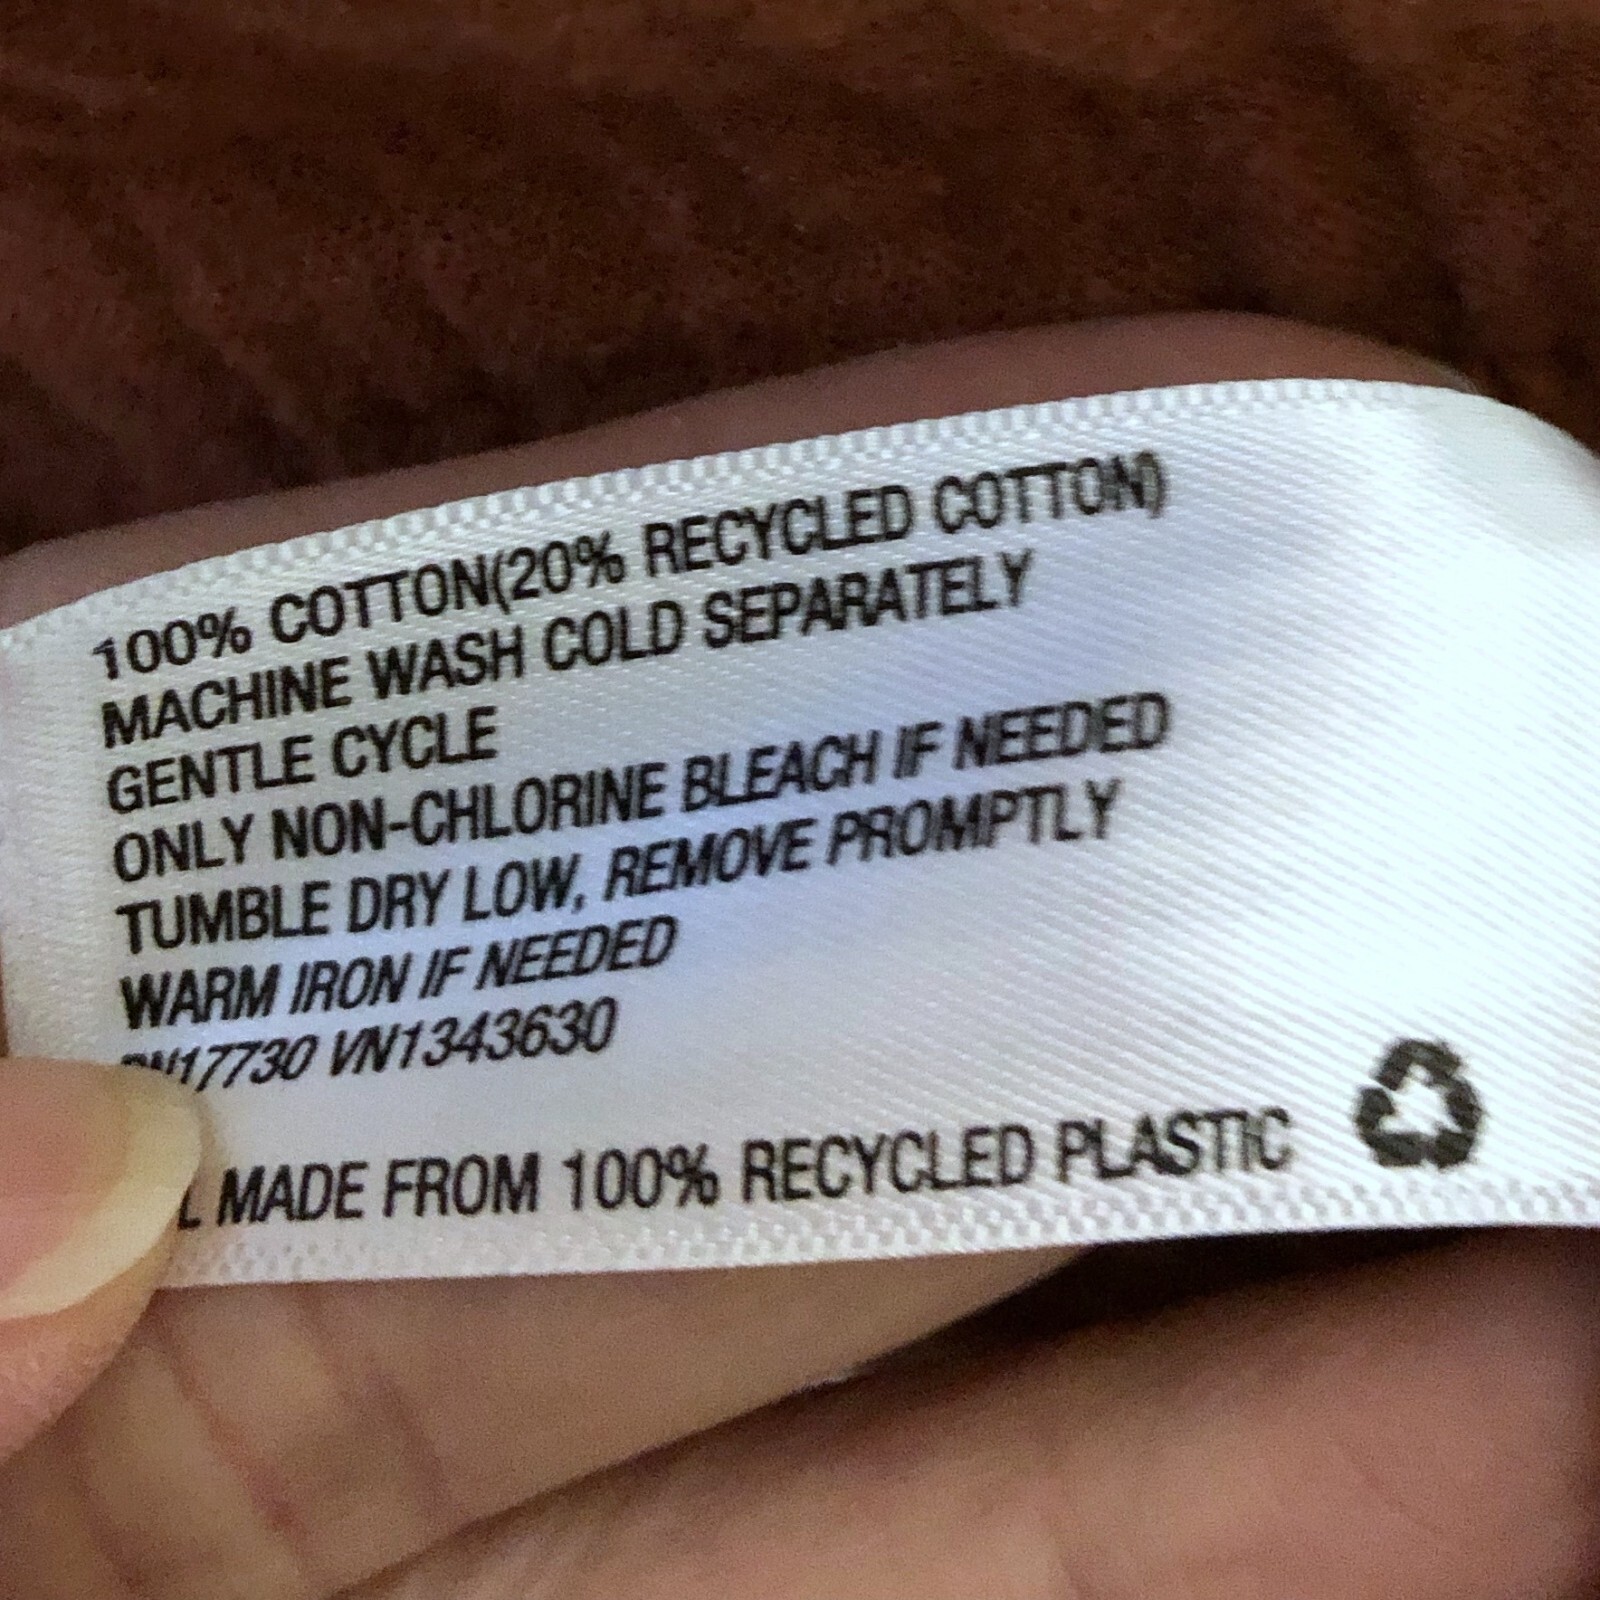 100% COTTON(20% RECYCLED COTTON)
MACHINE WASH COLD SEPARATELY
GENTLE CYCLE
ONLY NON-CHLORINE BLEACH IF NEEDED
TUMBLE DRY LOW, REMOVE PROMPTLY
WARM IRON IF NEEDED
VN1343630
MADE FROM 100% RECYCLED PLASTIC